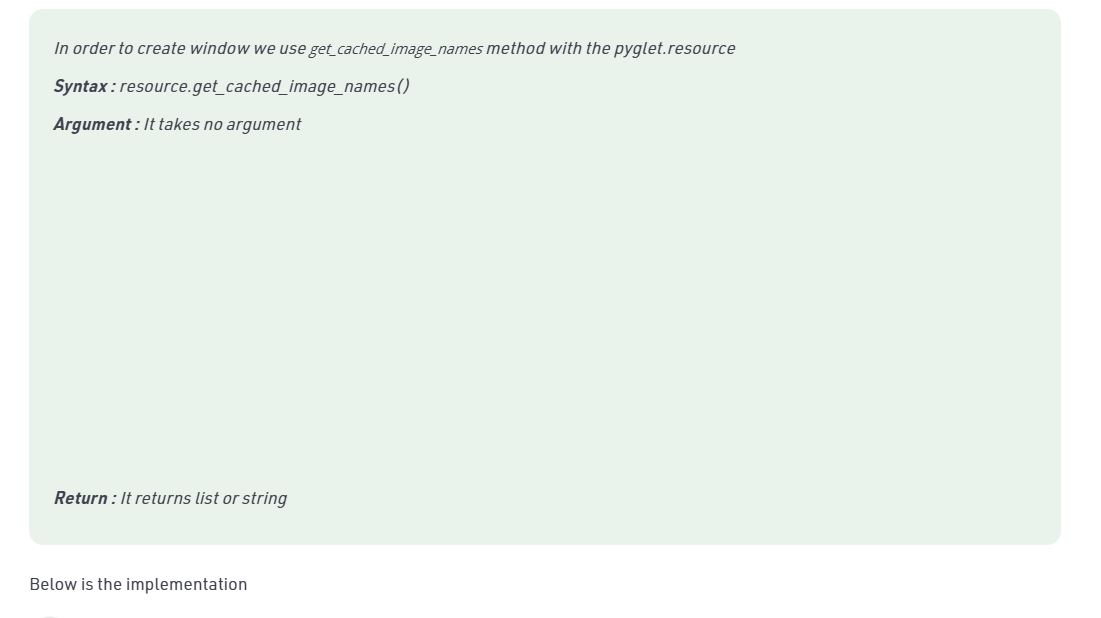 In order to create window we use get_cached_image_names method with the pyglet.resource
Syntax : resource.get_cached_image_names()
Argument : It takes no argument
Return : It returns list or string
Below is the implementation